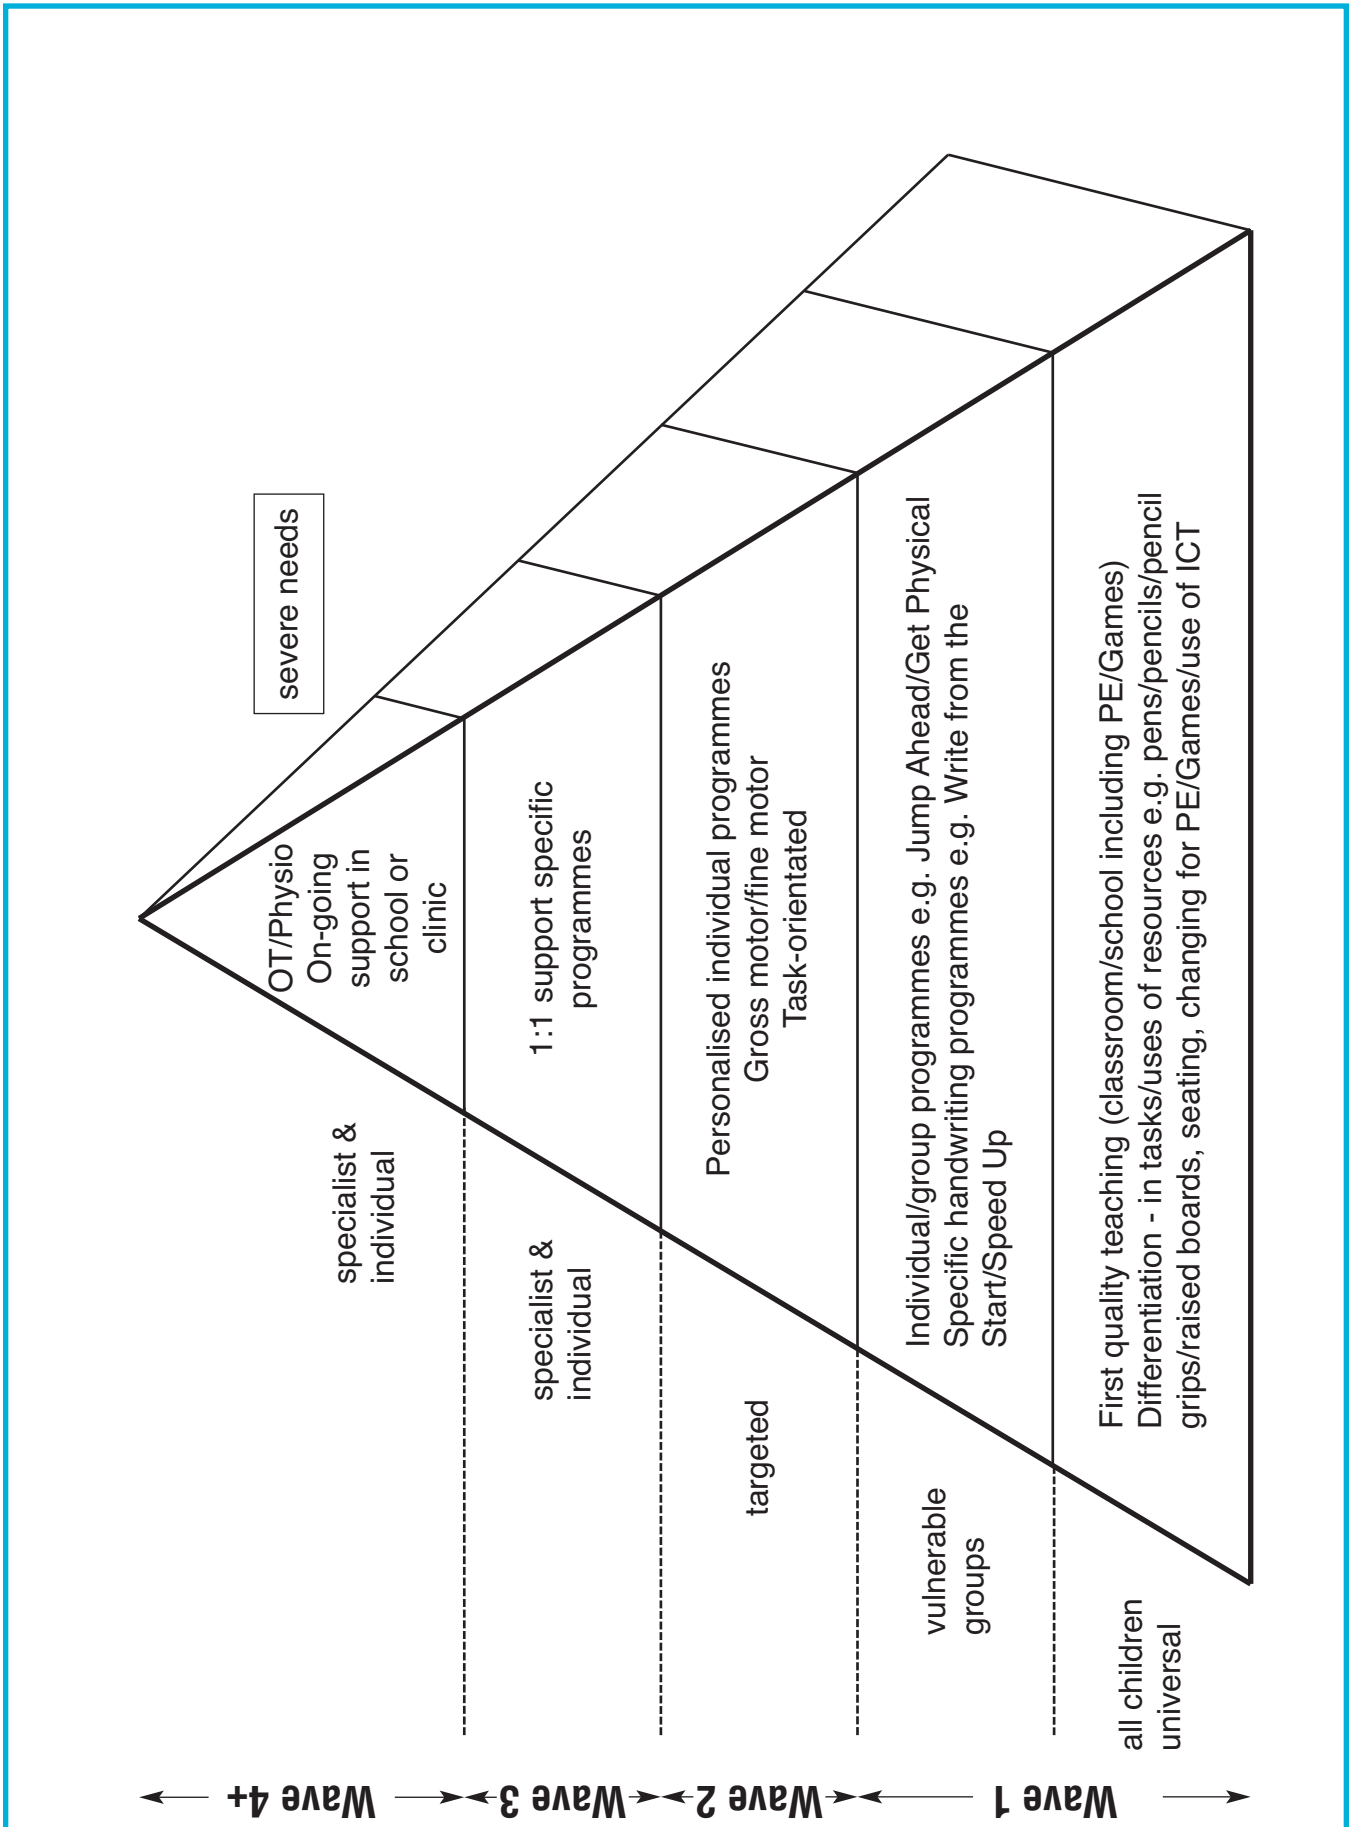 severe needs
OT/Physio
On-going
support in
school or
clinic
1:1 support specific
programmes
Personalised individual programmes
Gross motor/fine motor
Task-orientated
Individual/group programmes e.g. Jump Ahead/Get Physical
Specific handwriting programmes e.g. Write from the
Start/Speed Up
First quality teaching (classroom/school including PE/Games)
Differentiation - in tasks/uses of resources e.g. pens/pencils/pencil
grips/raised boards, seating, changing for PE/Games/use of ICT
specialist &
individual
specialist &
individual
targeted
vulnerable
groups
all children
universal
Wave 4+
Wave 3
Wave 2
Wave 1